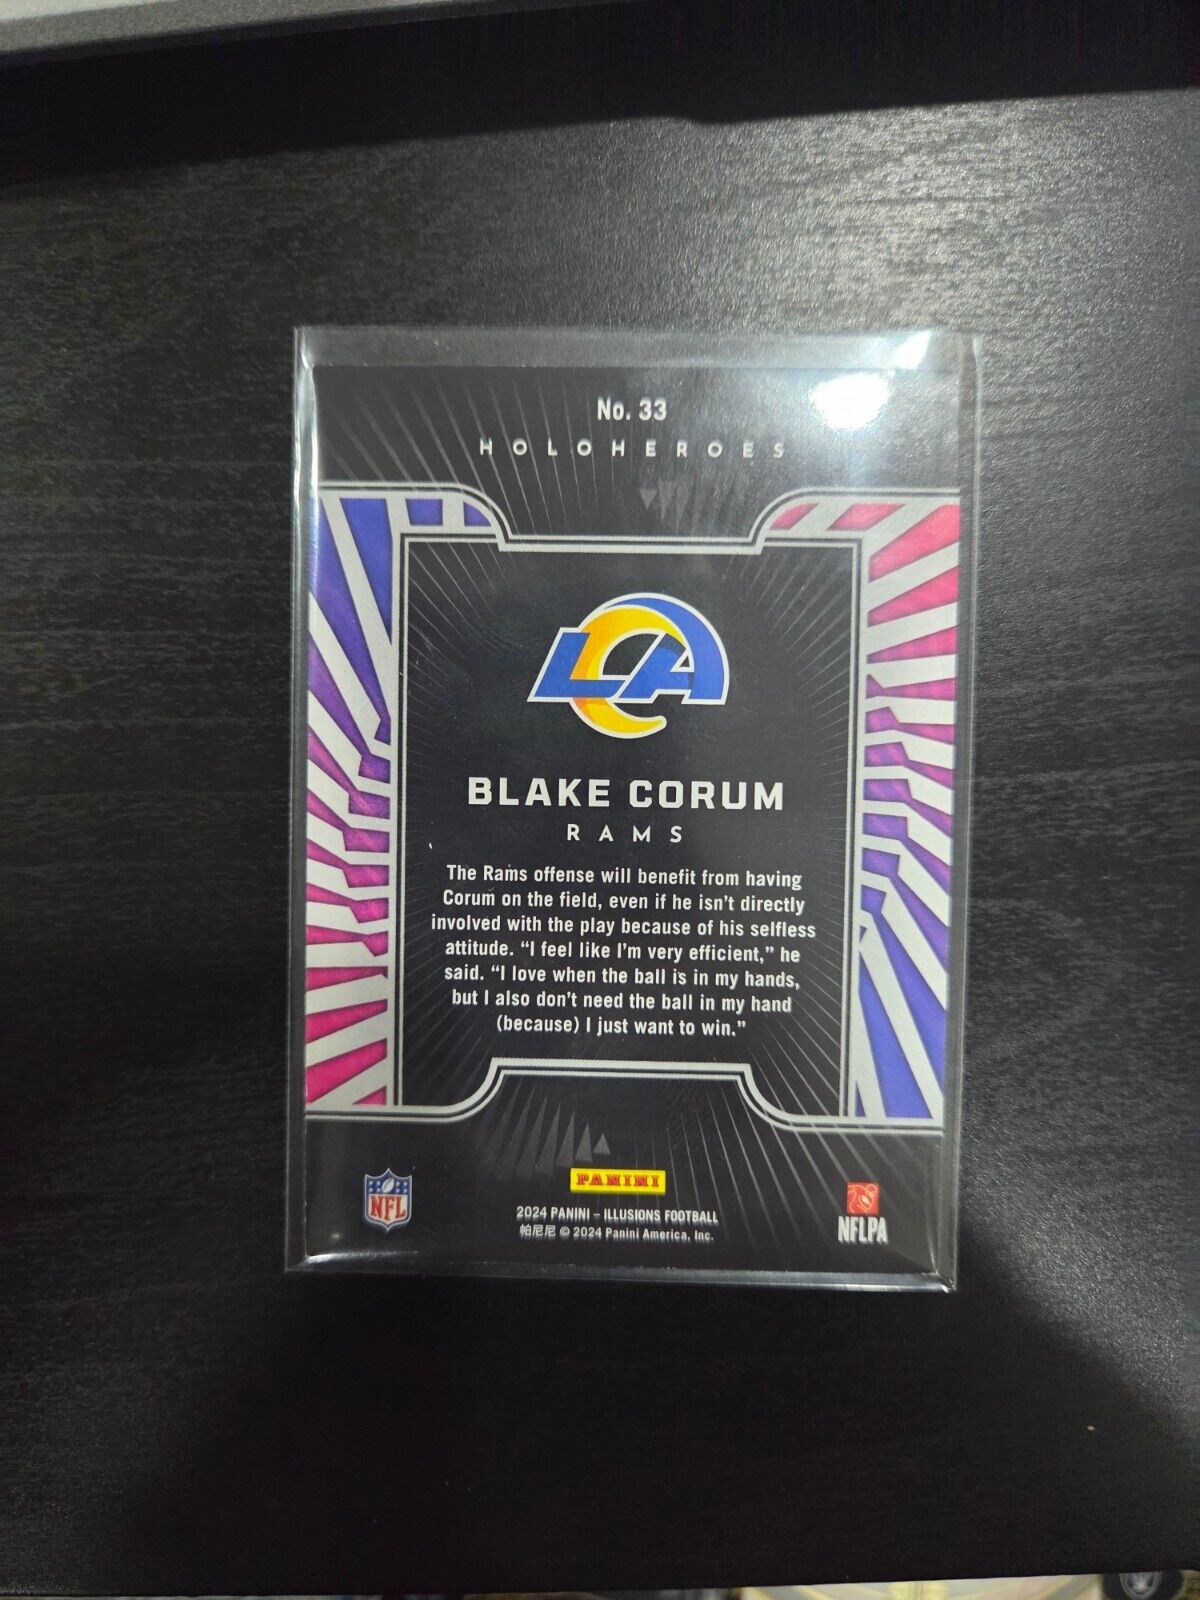 No. 33
HOLOHEROES
LA
BLAKE CORUM
RAMS
The Rams offense will benefit from having
Corum on the field, even if he isn't directly
involved with the play because of his selfless
attitude. “I feel like I'm very efficient,” he
said. “I love when the ball is in my hands,
but I also don't need the ball in my hand
(because) I just want to win.”
PANINI
NFL
2024 PANINI – ILLUSIONS FOOTBALL
帕尼尼 © 2024 Panini America, Inc.
NFLPA